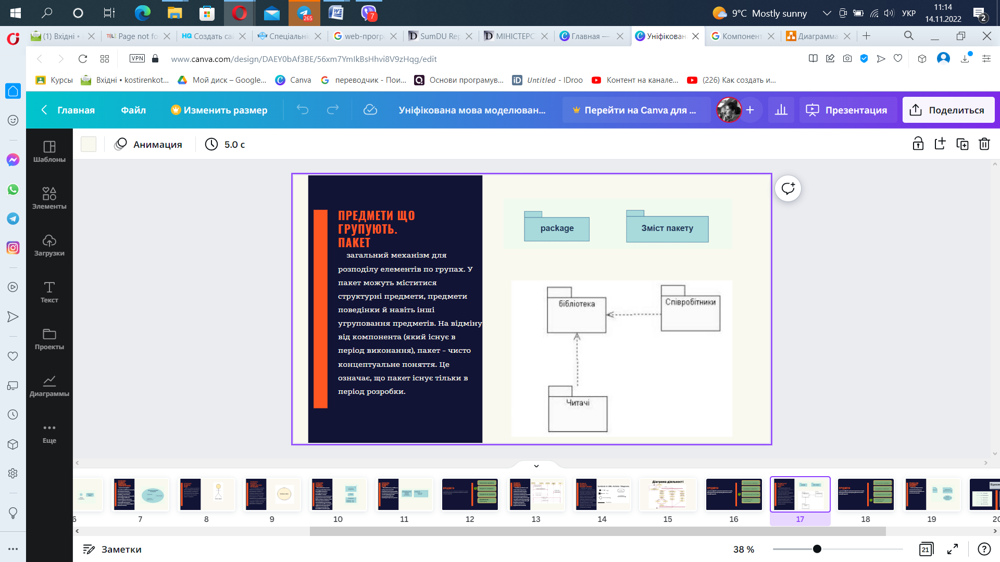 9°C Mostly sunny
УКР
11:14
14.11.2022
2
265
7
(1) Вхідні •
Page not fo
Создать са
Спеціальні
web-прогр
SumDU Rep
МІНІСТЕРС
Главная —
Уніфікован
Компонент
Диаграмма
VPN
www.canva.com/design/DAEY0bAf3BE/56xm7YmIkBsHhvi8V9zHqg/edit
Курсы
Вхідні • kostirenkot...
Мой диск – Google...
Canva
переводчик - Пои...
Основи програмув...
Untitled - IDroo
Контент на канале...
(226) Как создать и...
Главная
Файл
Изменить размер
Уніфікована мова моделюван...
Перейти на Canva для ...
Презентация
Поделиться
Шаблоны
Элементы
Загрузки
Текст
Проекты
Диаграммы
Еще
Анимация
5.0 с
ПРЕДМЕТИ ЩО
ГРУПУЮТЬ.
ПАКЕТ
загальний механізм для
розподілу елементів по групах. У
пакет можуть міститися
структурні предмети, предмети
поведінки й навіть інші
угруповання предметів. На відміну
від компонента (який існує в
період виконання), пакет – чисто
концептуальне поняття. Це
означає, що пакет існує тільки в
період розробки.
package
Зміст пакету
бібліотека
Співробітники
Читачі
Діаграма діяльності
6
7
8
9
10
11
12
13
14
15
16
17
18
19
20
Заметки
38 %
21